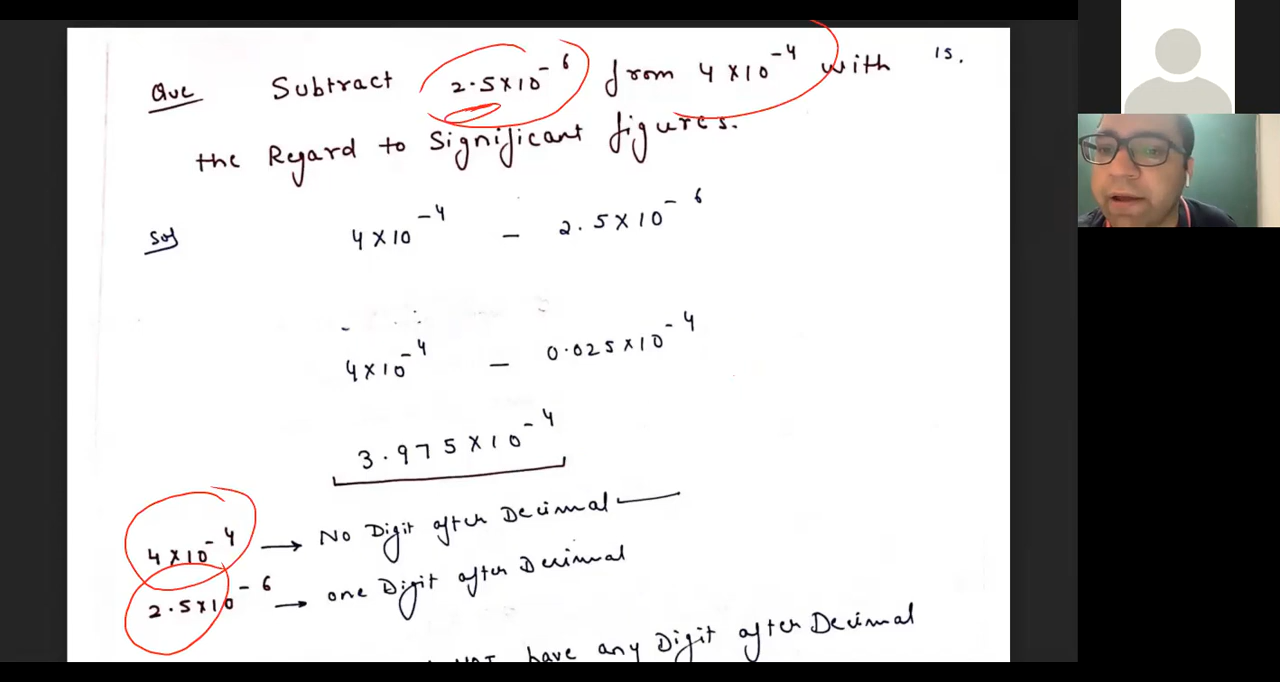 Que Subtract 2.5×10⁻⁶ from 4×10⁻⁴ with 15.
the Regard to Significant figures.
Sol 4×10⁻⁴ – 2.5×10⁻⁶
4×10⁻⁴ – 0.025×10⁻⁴
3.975×10⁻⁴
4×10⁻⁴ → No Digit after Decimal
2.5×10⁻⁶ → one Digit after Decimal
have any Digit after Decimal